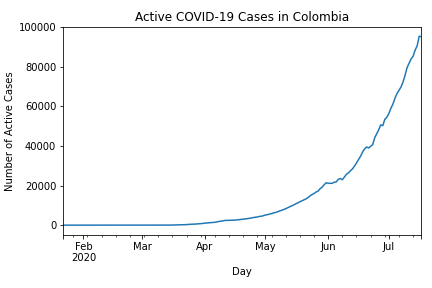 Active COVID-19 Cases in Colombia
100000
80000
60000
40000
20000
0
Number of Active Cases
Feb Mar Apr May Jun Jul
2020
Day